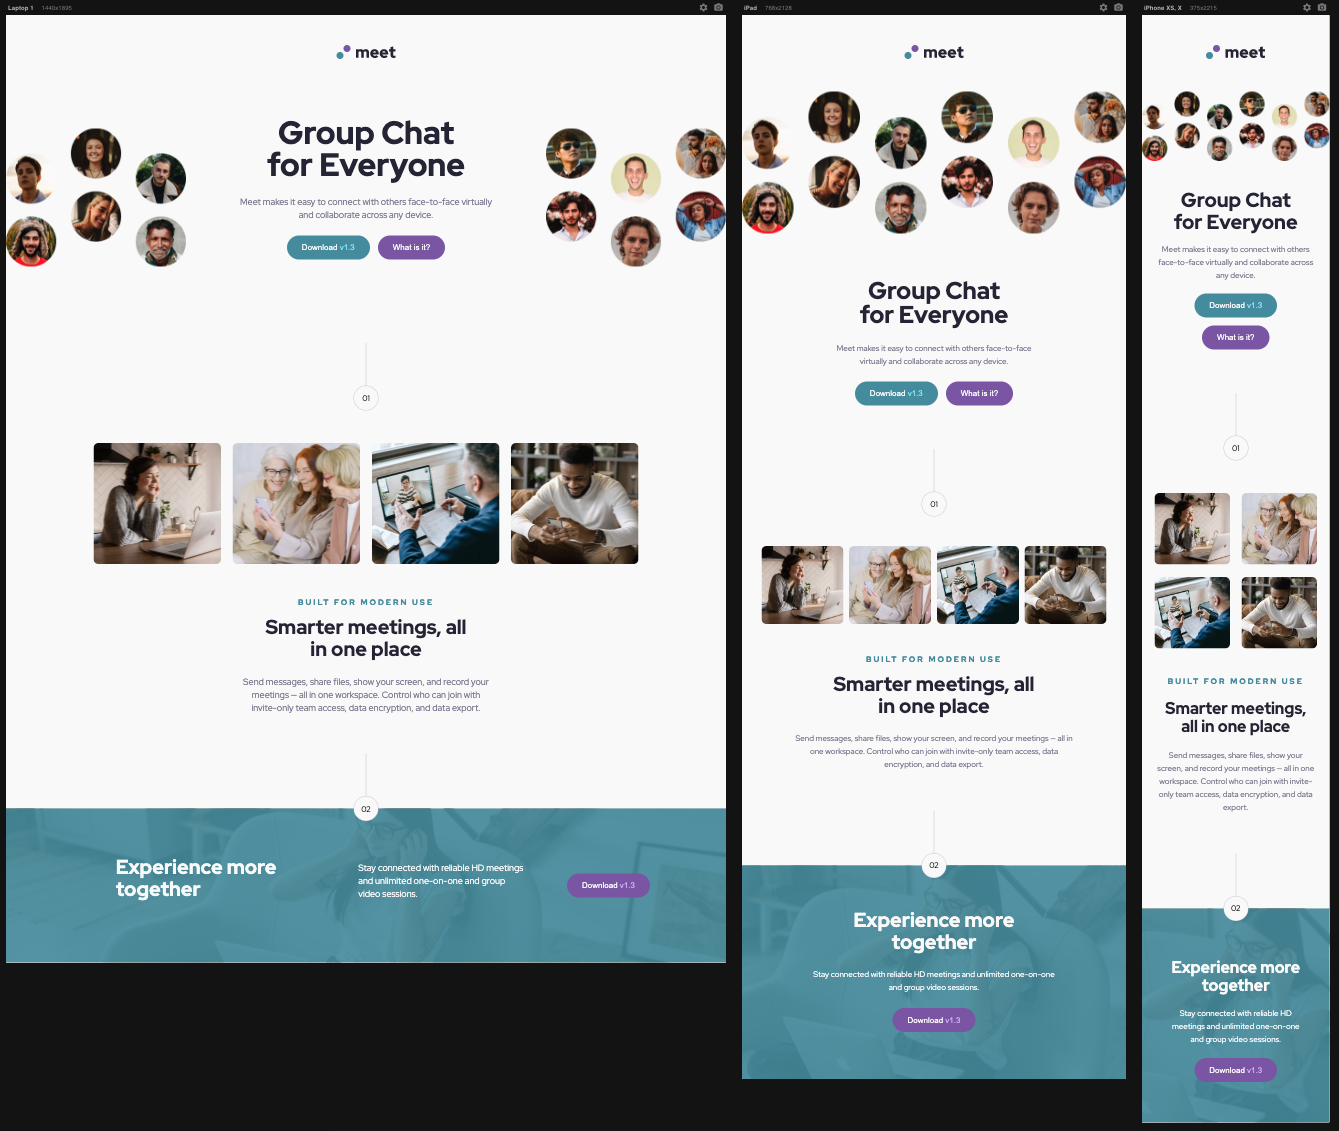 Laptop 1 1440x1895
meet
Group Chat
for Everyone
Meet makes it easy to connect with others face-to-face virtually
and collaborate across any device.
Download v1.3
What is it?
01
BUILT FOR MODERN USE
Smarter meetings, all
in one place
Send messages, share files, show your screen, and record your
meetings — all in one workspace. Control who can join with
invite-only team access, data encryption, and data export.
02
Experience more
together
Stay connected with reliable HD meetings
and unlimited one-on-one and group
video sessions.
Download v1.3
iPad 768x2128
meet
Group Chat
for Everyone
Meet makes it easy to connect with others face-to-face
virtually and collaborate across any device.
Download v1.3
What is it?
01
BUILT FOR MODERN USE
Smarter meetings, all
in one place
Send messages, share files, show your screen, and record your meetings — all in
one workspace. Control who can join with invite-only team access, data
encryption, and data export.
02
Experience more
together
Stay connected with reliable HD meetings and unlimited one-on-one
and group video sessions.
Download v1.3
iPhone XS, X 375x2215
meet
Group Chat
for Everyone
Meet makes it easy to connect with others
face-to-face virtually and collaborate across
any device.
Download v1.3
What is it?
01
BUILT FOR MODERN USE
Smarter meetings,
all in one place
Send messages, share files, show your
screen, and record your meetings — all in one
workspace. Control who can join with invite-
only team access, data encryption, and data
export.
02
Experience more
together
Stay connected with reliable HD
meetings and unlimited one-on-one
and group video sessions.
Download v1.3